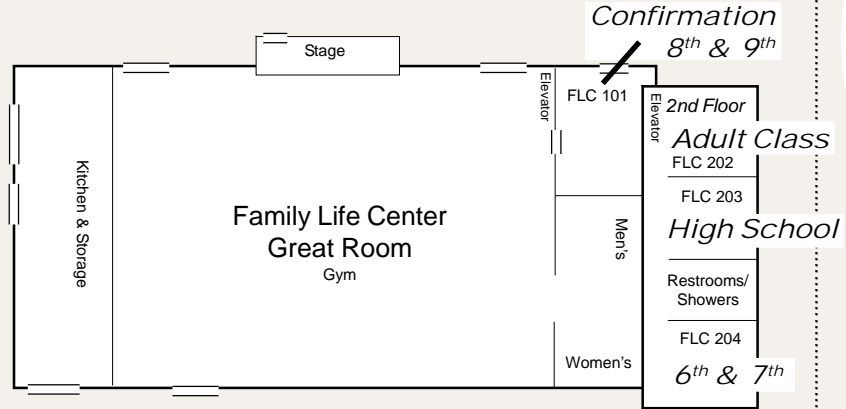 Confirmation
8th & 9th
Stage
Elevator
FLC 101
Elevator
2nd Floor
Adult Class
FLC 202
FLC 203
High School
Kitchen & Storage
Family Life Center
Great Room
Gym
Men's
Restrooms/
Showers
FLC 204
Women's
6th & 7th